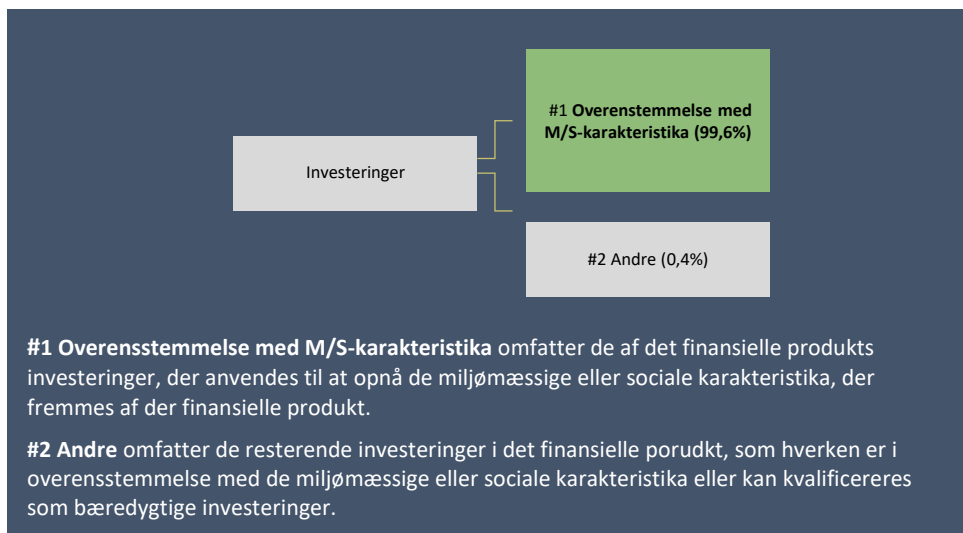 #1 Overenstemmelse med
M/S-karakteristika (99,6%)
Investeringer
#2 Andre (0,4%)
#1 Overensstemmelse med M/S-karakteristika omfatter de af det finansielle produkts
investeringer, der anvendes til at opnå de miljømæssige eller sociale karakteristika, der
fremmes af der finansielle produkt.
#2 Andre omfatter de resterende investeringer i det finansielle porudkt, som hverken er i
overensstemmelse med de miljømæssige eller sociale karakteristika eller kan kvalificereres
som bæredygtige investeringer.